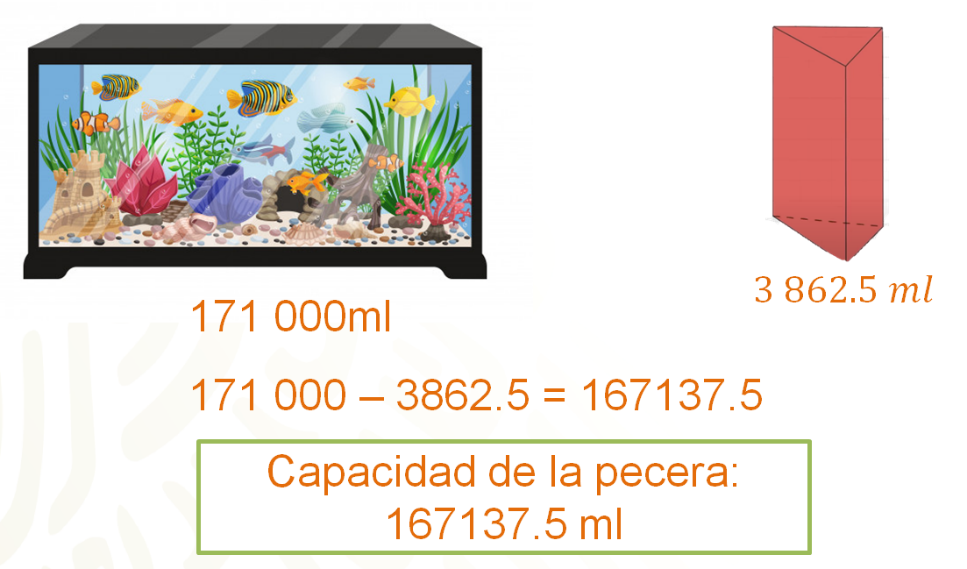 3 862.5 ml
171 000ml
171 000 – 3862.5 = 167137.5
Capacidad de la pecera:
167137.5 ml